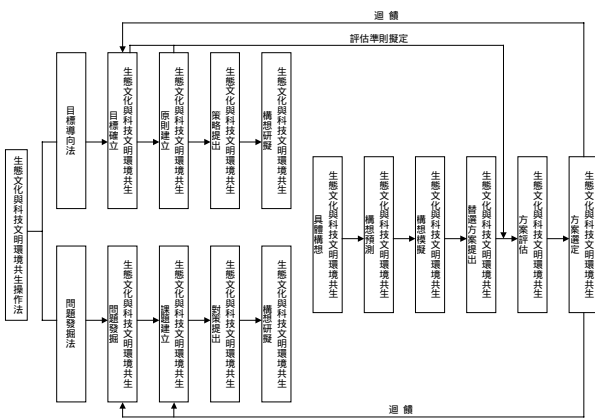 迴 饋
評估準則擬定
生態文化與科技文明環境共生操作法
目標導向法
生態文化與科技文明環境共生
目標確立
生態文化與科技文明環境共生
原則建立
生態文化與科技文明環境共生
策略提出
生態文化與科技文明環境共生
構想研擬
問題發掘法
生態文化與科技文明環境共生
問題發掘
生態文化與科技文明環境共生
課題建立
生態文化與科技文明環境共生
對策提出
生態文化與科技文明環境共生
構想研擬
生態文化與科技文明環境共生
具體構想
生態文化與科技文明環境共生
構想預測
生態文化與科技文明環境共生
構想模擬
生態文化與科技文明環境共生
替選方案提出
生態文化與科技文明環境共生
方案評估
生態文化與科技文明環境共生
方案選定
迴 饋